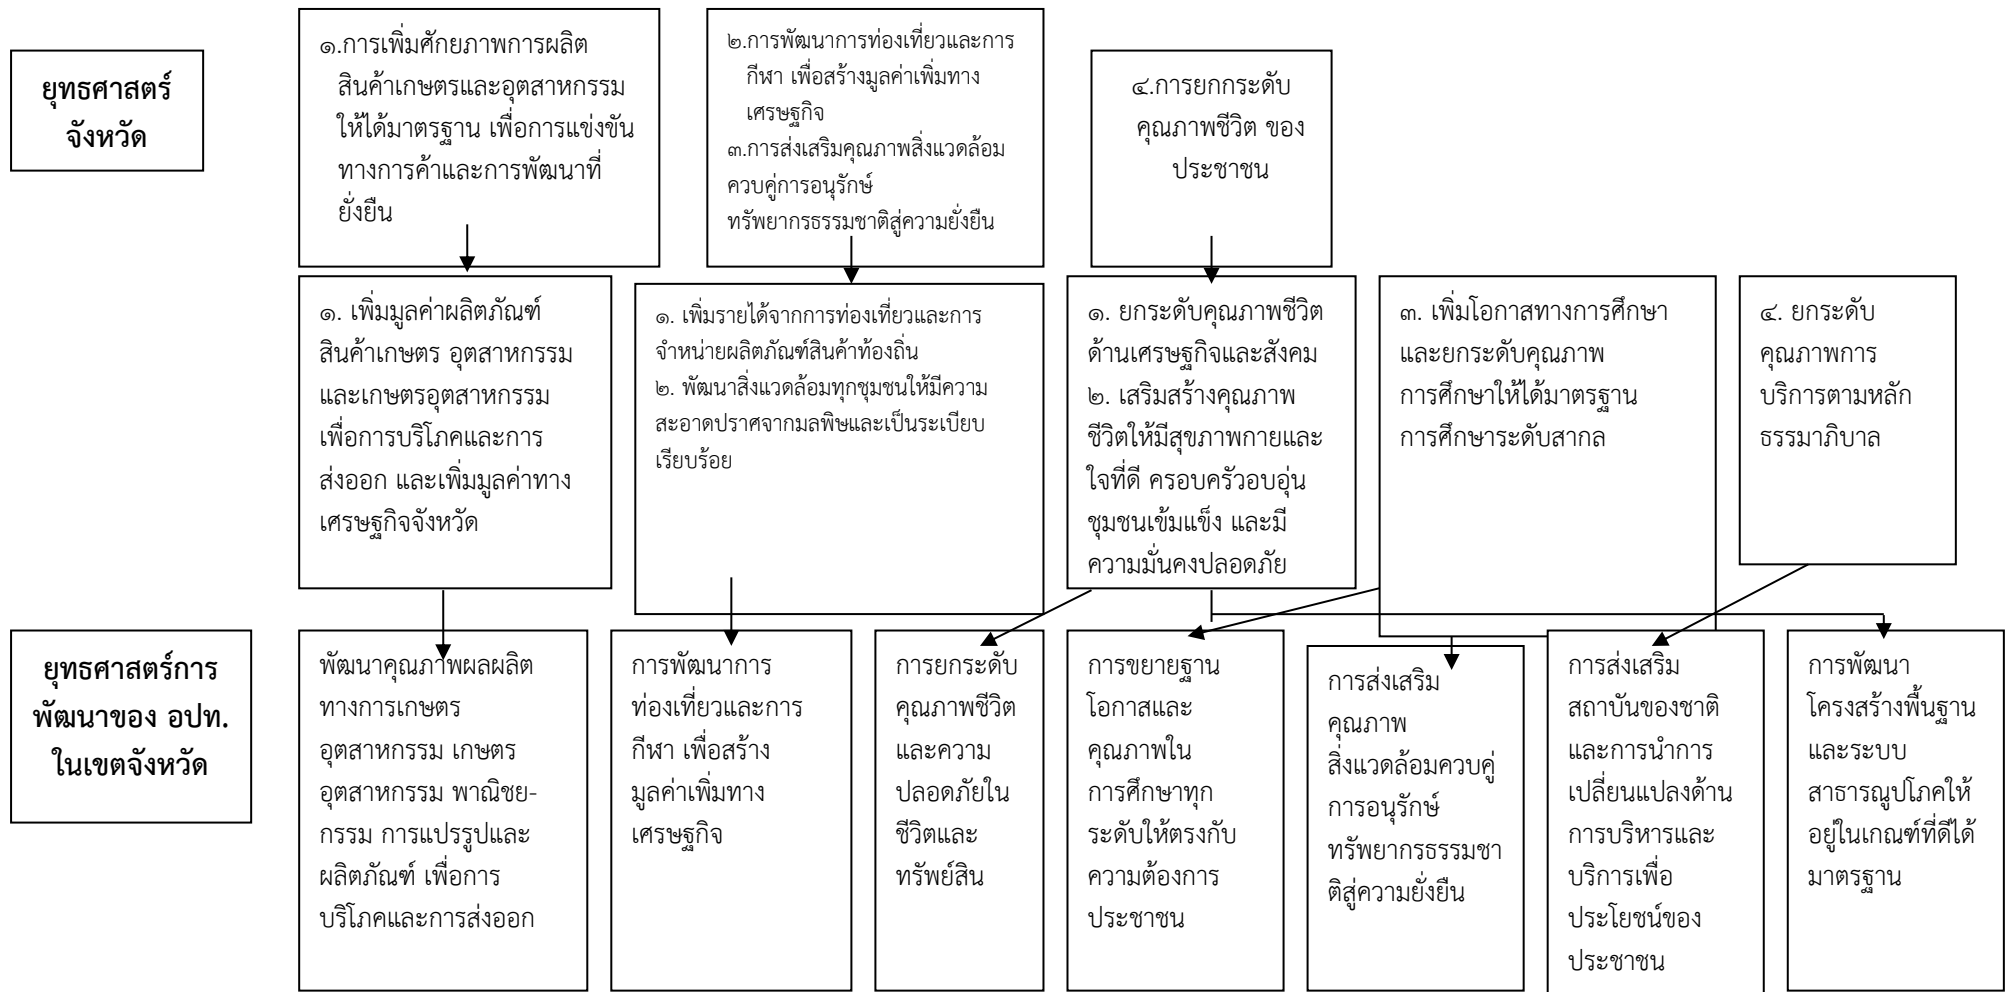 ยุทธศาสตร์
จังหวัด
๑.การเพิ่มศักยภาพการผลิต
สินค้าเกษตรและอุตสาหกรรม
ให้ได้มาตรฐาน เพื่อการแข่งขัน
ทางการค้าและการพัฒนาที่
ยั่งยืน
๒.การพัฒนาการท่องเที่ยวและการ
กีฬา เพื่อสร้างมูลค่าเพิ่มทาง
เศรษฐกิจ
๓.การส่งเสริมคุณภาพสิ่งแวดล้อม
ควบคู่การอนุรักษ์
ทรัพยากรธรรมชาติสู่ความยั่งยืน
๔.การยกกระดับ
คุณภาพชีวิต ของ
ประชาชน
๑. เพิ่มมูลค่าผลิตภัณฑ์
สินค้าเกษตร อุตสาหกรรม
และเกษตรอุตสาหกรรม
เพื่อการบริโภคและการ
ส่งออก และเพิ่มมูลค่าทาง
เศรษฐกิจจังหวัด
๑. เพิ่มรายได้จากการท่องเที่ยวและการ
จำหน่ายผลิตภัณฑ์สินค้าท้องถิ่น
๒. พัฒนาสิ่งแวดล้อมทุกชุมชนให้มีความ
สะอาดปราศจากมลพิษและเป็นระเบียบ
เรียบร้อย
๑. ยกระดับคุณภาพชีวิต
ด้านเศรษฐกิจและสังคม
๒. เสริมสร้างคุณภาพ
ชีวิตให้มีสุขภาพกายและ
ใจที่ดี ครอบครัวอบอุ่น
ชุมชนเข้มแข็ง และมี
ความมั่นคงปลอดภัย
๓. เพิ่มโอกาสทางการศึกษา
และยกระดับคุณภาพ
การศึกษาให้ได้มาตรฐาน
การศึกษาระดับสากล
๔. ยกระดับ
คุณภาพการ
บริการตามหลัก
ธรรมาภิบาล
ยุทธศาสตร์การ
พัฒนาของ อปท.
ในเขตจังหวัด
พัฒนาคุณภาพผลผลิต
ทางการเกษตร
อุตสาหกรรม เกษตร
อุตสาหกรรม พาณิชย-
กรรม การแปรรูปและ
ผลิตภัณฑ์ เพื่อการ
บริโภคและการส่งออก
การพัฒนาการ
ท่องเที่ยวและการ
กีฬา เพื่อสร้าง
มูลค่าเพิ่มทาง
เศรษฐกิจ
การยกระดับ
คุณภาพชีวิต
และความ
ปลอดภัยใน
ชีวิตและ
ทรัพย์สิน
การขยายฐาน
โอกาสและ
คุณภาพใน
การศึกษาทุก
ระดับให้ตรงกับ
ความต้องการ
ประชาชน
การส่งเสริม
คุณภาพ
สิ่งแวดล้อมควบคู่
การอนุรักษ์
ทรัพยากรธรรมชา
ติสู่ความยั่งยืน
การส่งเสริม
สถาบันของชาติ
และการนำการ
เปลี่ยนแปลงด้าน
การบริหารและ
บริการเพื่อ
ประโยชน์ของ
ประชาชน
การพัฒนา
โครงสร้างพื้นฐาน
และระบบ
สาธารณูปโภคให้
อยู่ในเกณฑ์ที่ดีได้
มาตรฐาน